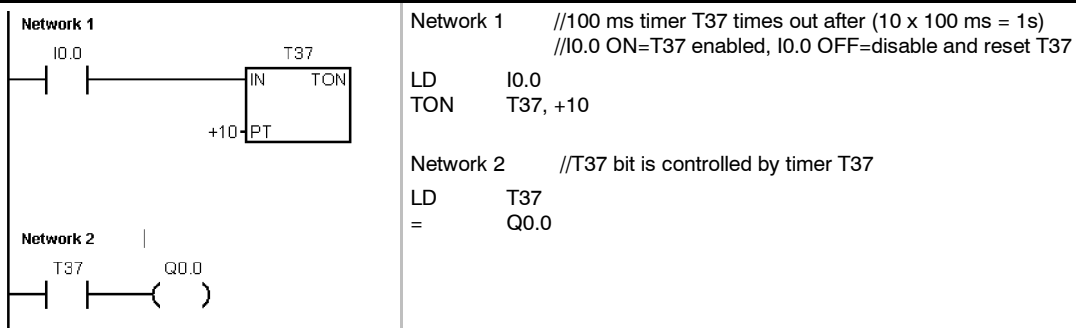 Network 1
I0.0
T37
IN TON
+10 PT
Network 2
T37 Q0.0
Network 1 //100 ms timer T37 times out after (10 x 100 ms = 1s)
//I0.0 ON=T37 enabled, I0.0 OFF=disable and reset T37
LD I0.0
TON T37, +10
Network 2 //T37 bit is controlled by timer T37
LD T37
= Q0.0